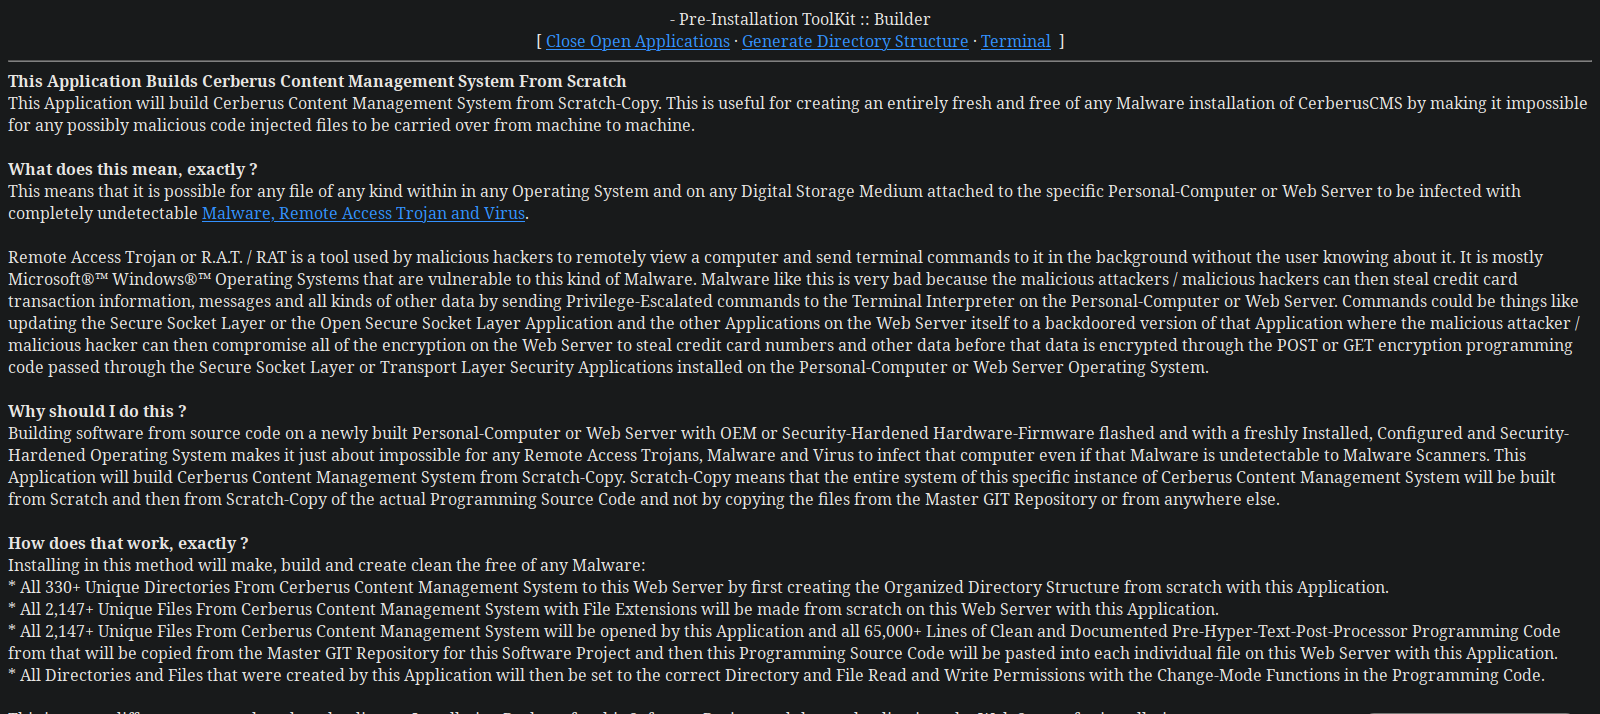 - Pre-Installation ToolKit :: Builder
[ Close Open Applications · Generate Directory Structure · Terminal ]
This Application Builds Cerberus Content Management System From Scratch
This Application will build Cerberus Content Management System from Scratch-Copy. This is useful for creating an entirely fresh and free of any Malware installation of CerberusCMS by making it impossible
for any possibly malicious code injected files to be carried over from machine to machine.
What does this mean, exactly ?
This means that it is possible for any file of any kind within in any Operating System and on any Digital Storage Medium attached to the specific Personal-Computer or Web Server to be infected with
completely undetectable Malware, Remote Access Trojan and Virus.
Remote Access Trojan or R.A.T. / RAT is a tool used by malicious hackers to remotely view a computer and send terminal commands to it in the background without the user knowing about it. It is mostly
Microsoft®™ Windows®™ Operating Systems that are vulnerable to this kind of Malware. Malware like this is very bad because the malicious attackers / malicious hackers can then steal credit card
transaction information, messages and all kinds of other data by sending Privilege-Escalated commands to the Terminal Interpreter on the Personal-Computer or Web Server. Commands could be things like
updating the Secure Socket Layer or the Open Secure Socket Layer Application and the other Applications on the Web Server itself to a backdoored version of that Application where the malicious attacker /
malicious hacker can then compromise all of the encryption on the Web Server to steal credit card numbers and other data before that data is encrypted through the POST or GET encryption programming
code passed through the Secure Socket Layer or Transport Layer Security Applications installed on the Personal-Computer or Web Server Operating System.
Why should I do this ?
Building software from source code on a newly built Personal-Computer or Web Server with OEM or Security-Hardened Hardware-Firmware flashed and with a freshly Installed, Configured and Security-
Hardened Operating System makes it just about impossible for any Remote Access Trojans, Malware and Virus to infect that computer even if that Malware is undetectable to Malware Scanners. This
Application will build Cerberus Content Management System from Scratch-Copy. Scratch-Copy means that the entire system of this specific instance of Cerberus Content Management System will be built
from Scratch and then from Scratch-Copy of the actual Programming Source Code and not by copying the files from the Master GIT Repository or from anywhere else.
How does that work, exactly ?
Installing in this method will make, build and create clean the free of any Malware:
* All 330+ Unique Directories From Cerberus Content Management System to this Web Server by first creating the Organized Directory Structure from scratch with this Application.
* All 2,147+ Unique Files From Cerberus Content Management System with File Extensions will be made from scratch on this Web Server with this Application.
* All 2,147+ Unique Files From Cerberus Content Management System will be opened by this Application and all 65,000+ Lines of Clean and Documented Pre-Hyper-Text-Post-Processor Programming Code
from that will be copied from the Master GIT Repository for this Software Project and then this Programming Source Code will be pasted into each individual file on this Web Server with this Application.
* All Directories and Files that were created by this Application will then be set to the correct Directory and File Read and Write Permissions with the Change-Mode Functions in the Programming Code.